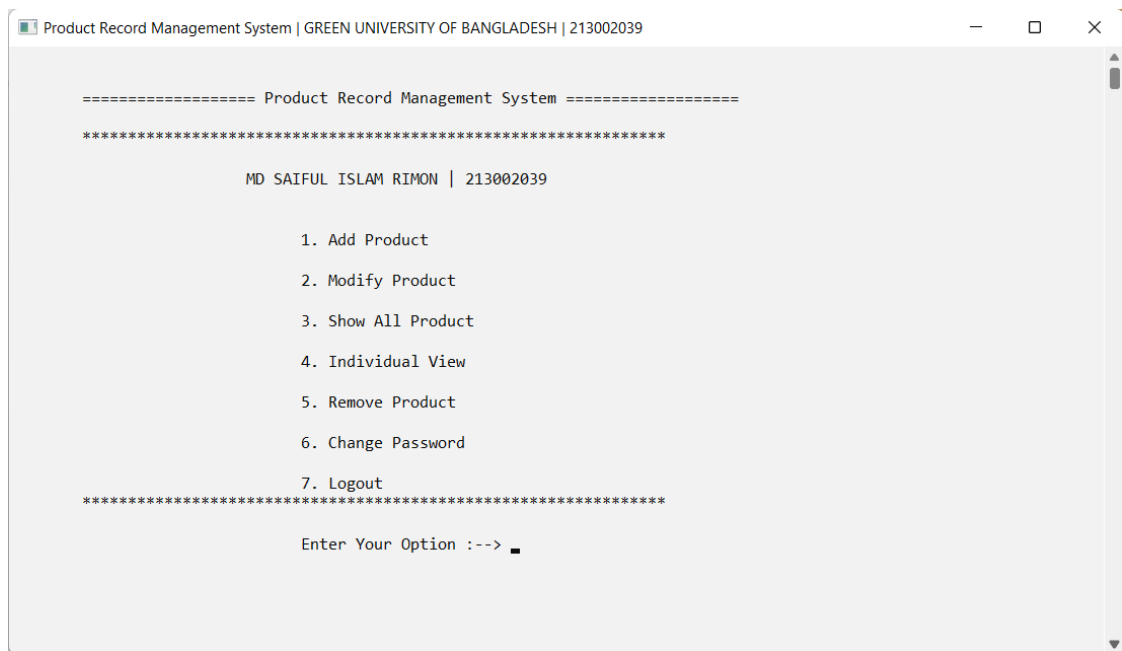 Product Record Management System | GREEN UNIVERSITY OF BANGLADESH | 213002039
=================== Product Record Management System ===================
****************************************************************
MD SAIFUL ISLAM RIMON | 213002039
1. Add Product
2. Modify Product
3. Show All Product
4. Individual View
5. Remove Product
6. Change Password
7. Logout
****************************************************************
Enter Your Option :-->